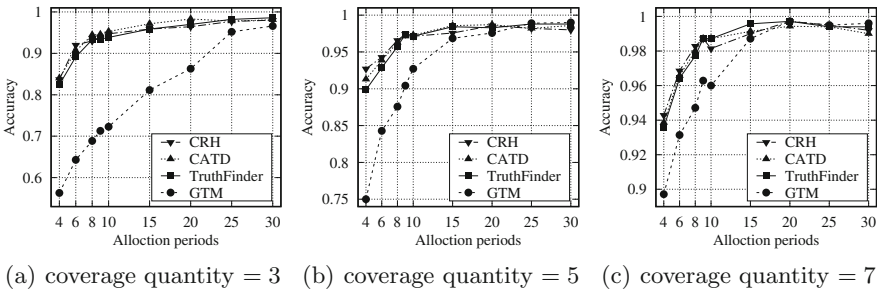 1
0.9
0.8
0.7
0.6
Accuracy
CRH
CATD
TruthFinder
GTM
4 6 8 10 15 20 25 30
Alloction periods
(a) coverage quantity = 3
1
0.95
0.9
0.85
0.8
0.75
Accuracy
CRH
CATD
TruthFinder
GTM
4 6 8 10 15 20 25 30
Alloction periods
(b) coverage quantity = 5
1
0.98
0.96
0.94
0.92
0.9
Accuracy
CRH
CATD
TruthFinder
GTM
4 6 8 10 15 20 25 30
Alloction periods
(c) coverage quantity = 7